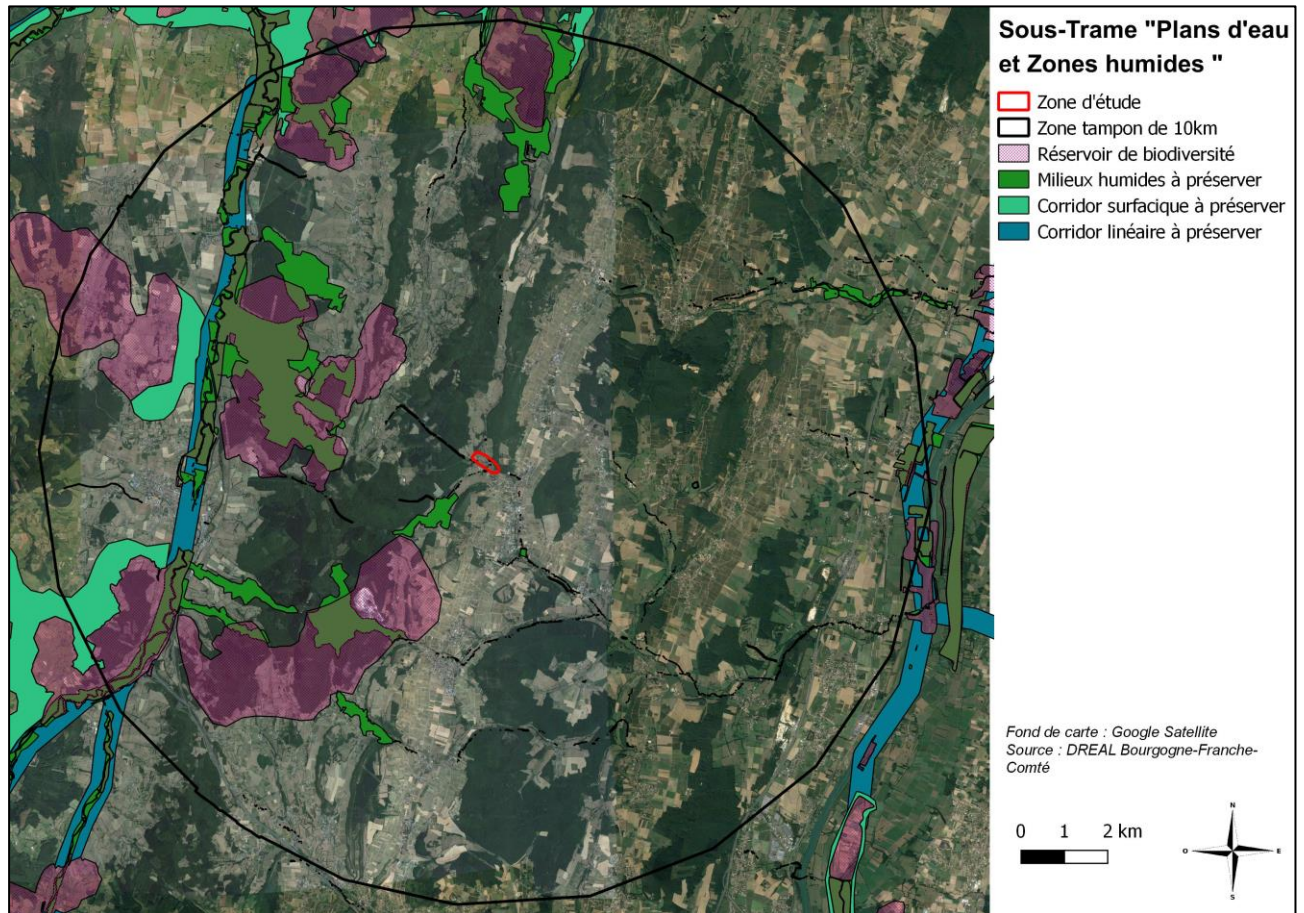 Sous-Trame "Plans d'eau
et Zones humides "
Zone d'étude
Zone tampon de 10km
Réservoir de biodiversité
Milieux humides à préserver
Corridor surfacique à préserver
Corridor linéaire à préserver
Fond de carte : Google Satellite
Source : DREAL Bourgogne-Franche-
Comté
0 1 2 km
N
O E
S